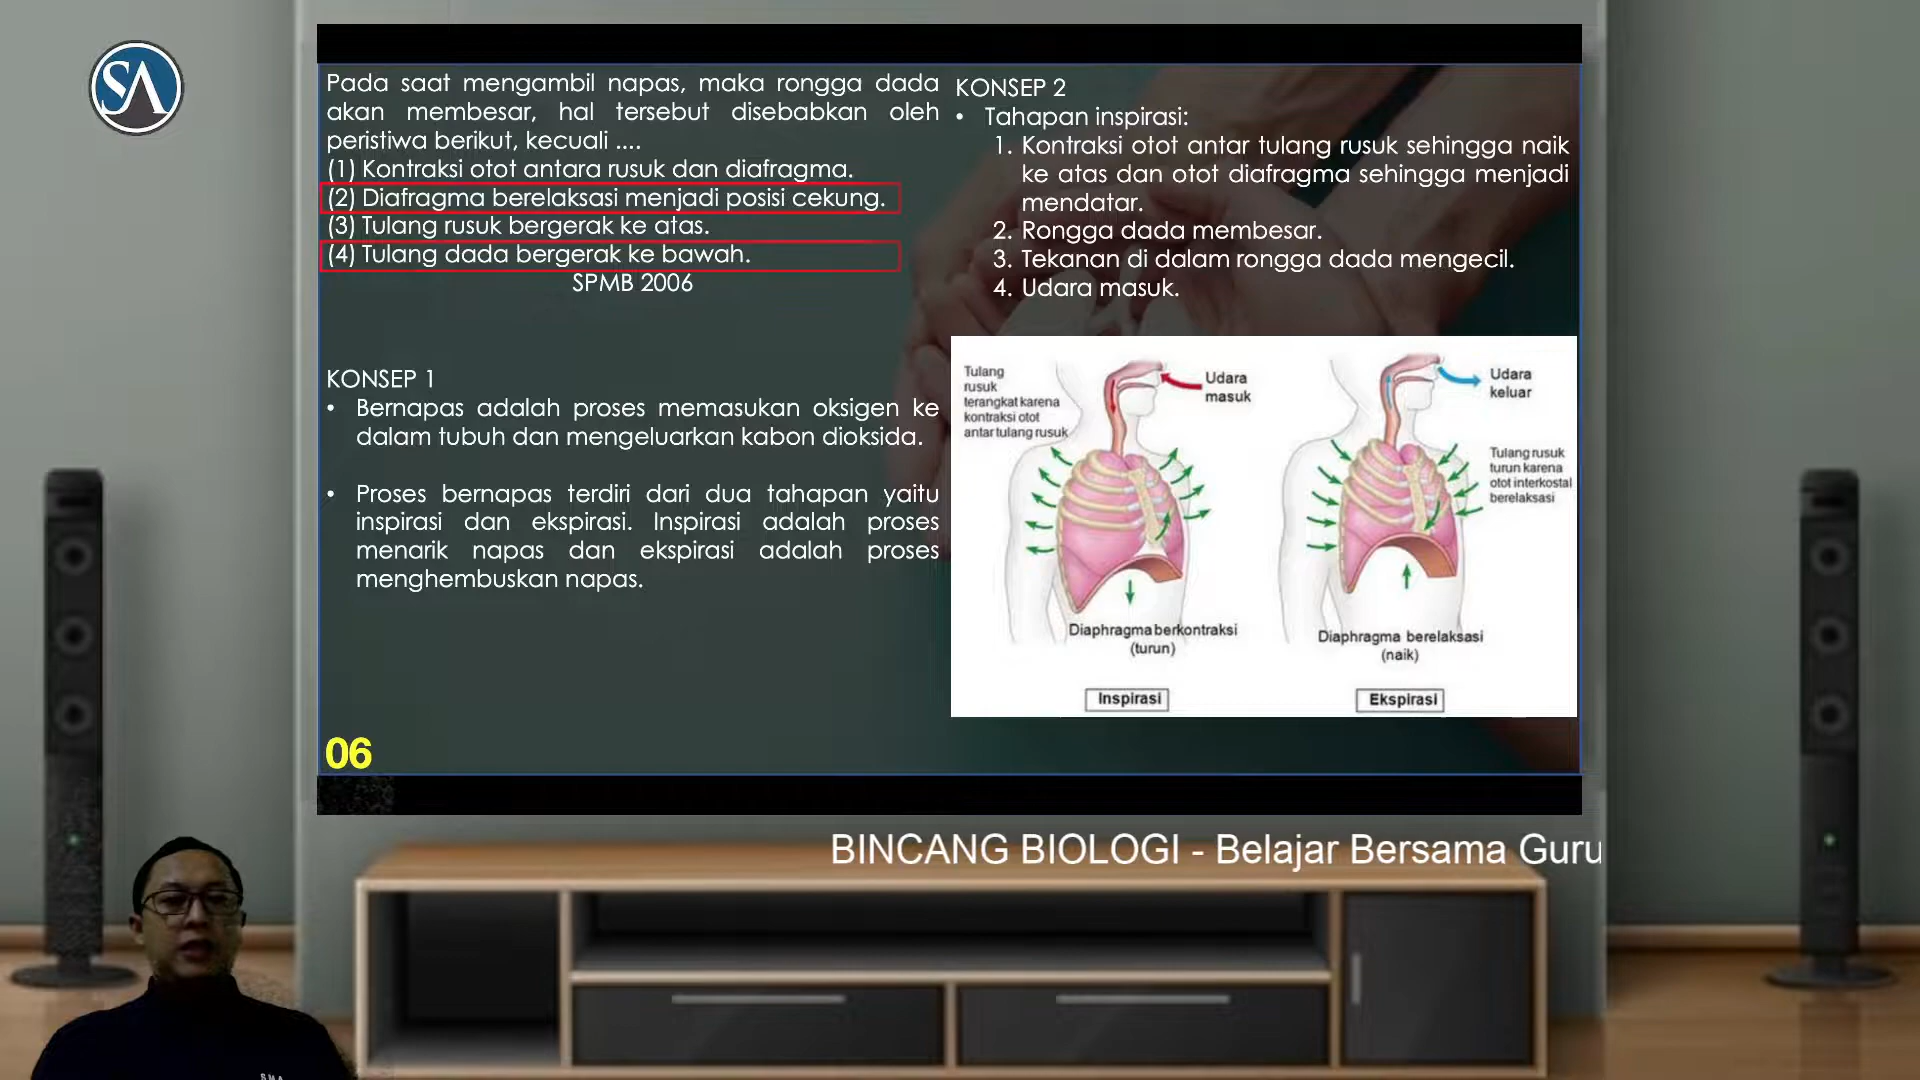 SA
Pada saat mengambil napas, maka rongga dada
akan membesar, hal tersebut disebabkan oleh
peristiwa berikut, kecuali ....
(1) Kontraksi otot antara rusuk dan diafragma.
(2) Diafragma berelaksasi menjadi posisi cekung.
(3) Tulang rusuk bergerak ke atas.
(4) Tulang dada bergerak ke bawah.
SPMB 2006
KONSEP 1
• Bernapas adalah proses memasukan oksigen ke
dalam tubuh dan mengeluarkan kabon dioksida.
• Proses bernapas terdiri dari dua tahapan yaitu
inspirasi dan ekspirasi. Inspirasi adalah proses
menarik napas dan ekspirasi adalah proses
menghembuskan napas.
06
KONSEP 2
• Tahapan inspirasi:
1. Kontraksi otot antar tulang rusuk sehingga naik
ke atas dan otot diafragma sehingga menjadi
mendatar.
2. Rongga dada membesar.
3. Tekanan di dalam rongga dada mengecil.
4. Udara masuk.
Tulang
rusuk
terangkat karena
kontraksi otot
antar tulang rusuk
Udara
masuk
Diaphragma berkontraksi
(turun)
Inspirasi
Udara
keluar
Tulang rusuk
turun karena
otot interkostal
berelaksasi
Diaphragma berelaksasi
(naik)
Ekspirasi
BINCANG BIOLOGI - Belajar Bersama Guru
SMA